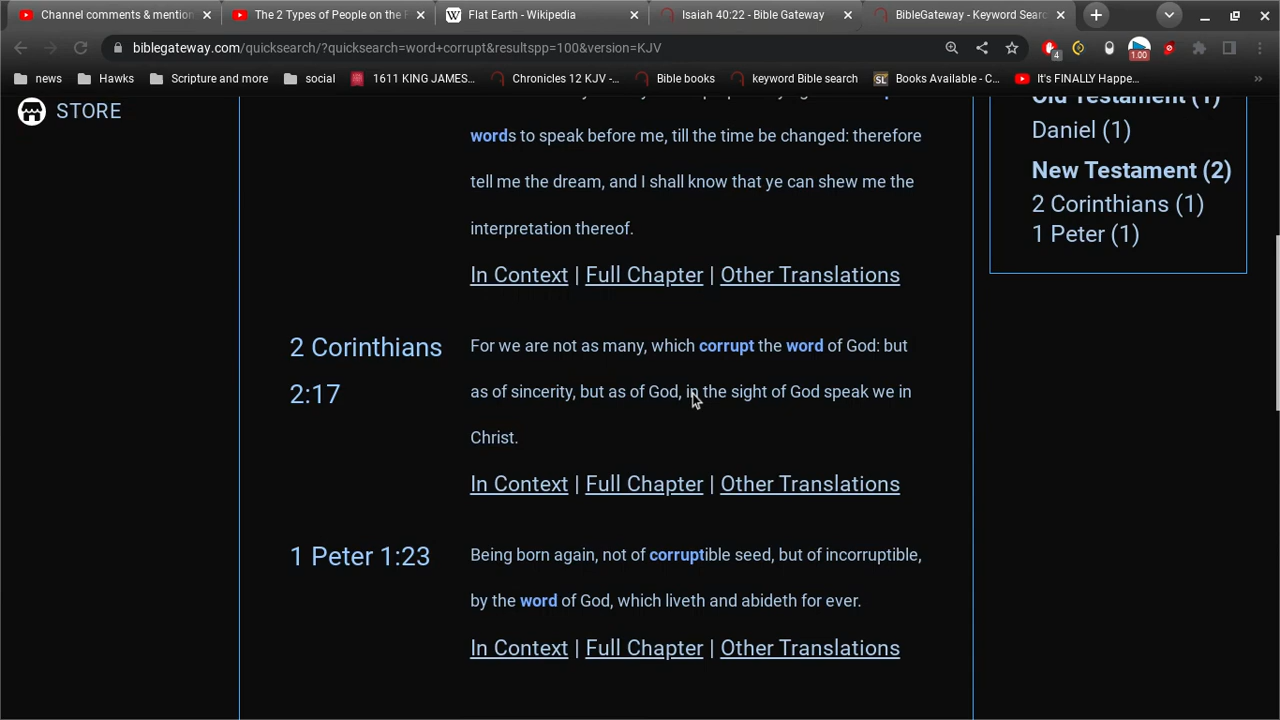 Channel comments & mention
The 2 Types of People on the F
Flat Earth - Wikipedia
Isaiah 40:22 - Bible Gateway
BibleGateway - Keyword Searc
biblegateway.com/quicksearch/?quicksearch=word+corrupt&resultspp=100&version=KJV
4
1.00
news
Hawks
Scripture and more
social
1611 KING JAMES...
Chronicles 12 KJV -...
Bible books
keyword Bible search
SL
Books Available - C...
It's FINALLY Happe...
»
STORE
words to speak before me, till the time be changed: therefore
tell me the dream, and I shall know that ye can shew me the
interpretation thereof.
In Context | Full Chapter | Other Translations
2 Corinthians
2:17
For we are not as many, which corrupt the word of God: but
as of sincerity, but as of God, in the sight of God speak we in
Christ.
In Context | Full Chapter | Other Translations
1 Peter 1:23
Being born again, not of corruptible seed, but of incorruptible,
by the word of God, which liveth and abideth for ever.
In Context | Full Chapter | Other Translations
Old Testament (1)
Daniel (1)
New Testament (2)
2 Corinthians (1)
1 Peter (1)